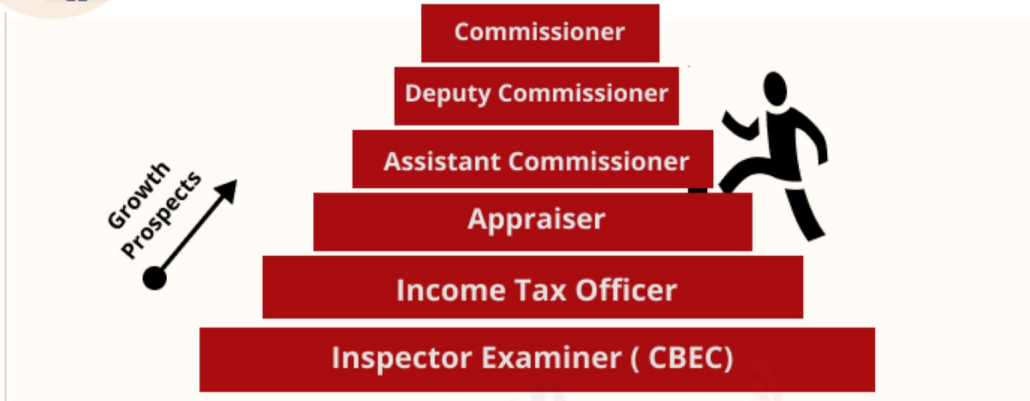 Commissioner
Deputy Commissioner
Assistant Commissioner
Growth
Prospects
Appraiser
Income Tax Officer
Inspector Examiner ( CBEC)